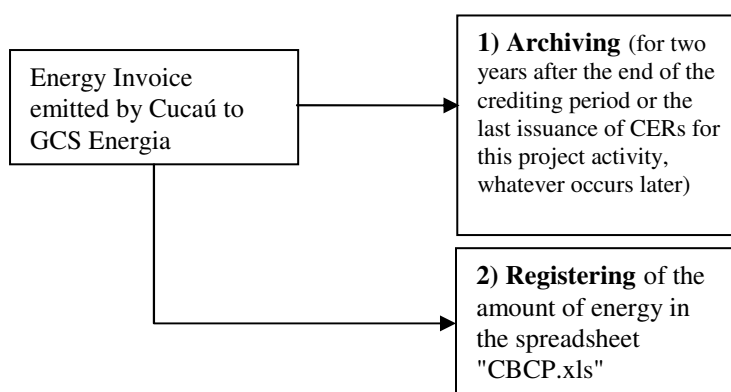 Energy Invoice
emitted by Cucaú to
GCS Energia
1) Archiving (for two
years after the end of the
crediting period or the
last issuance of CERs for
this project activity,
whatever occurs later)
2) Registering of the
amount of energy in
the spreadsheet
"CBCP.xls"